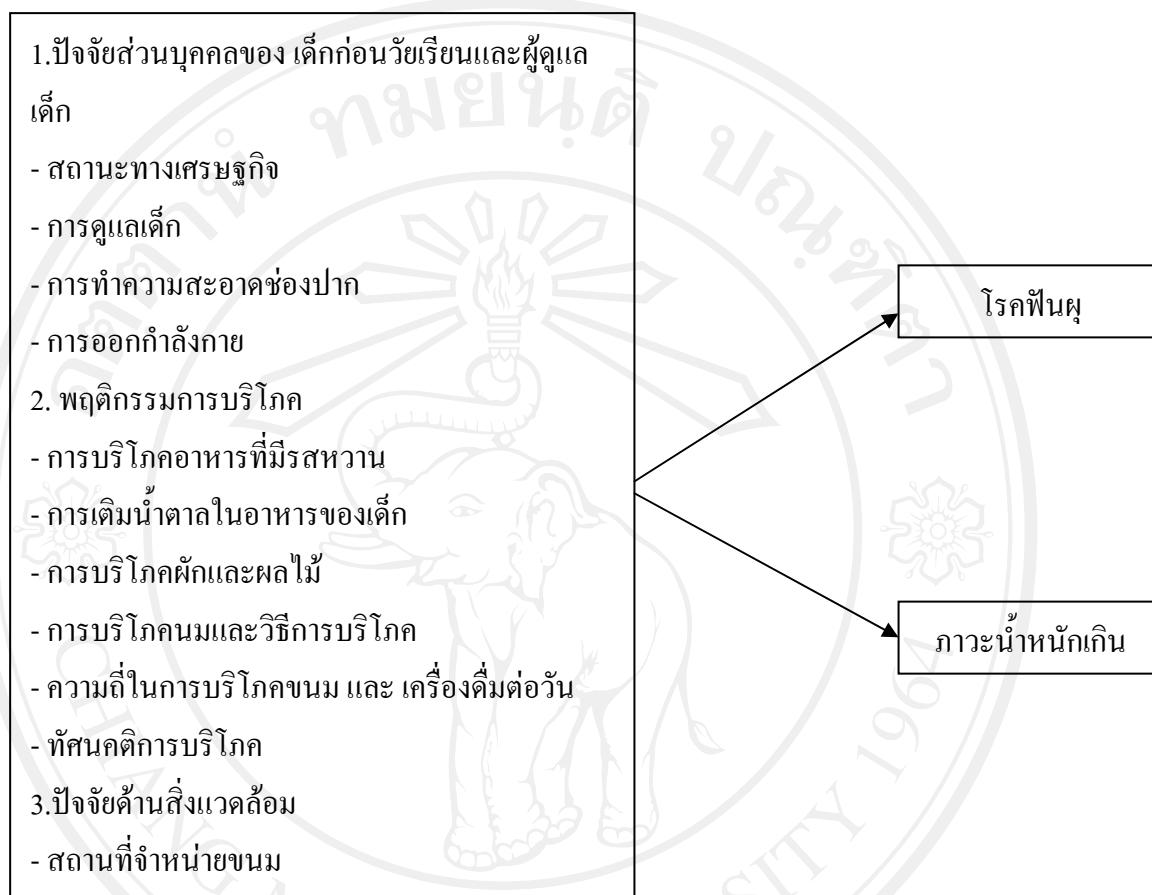 1.ปัจจัยส่วนบุคคลของ เด็กก่อนวัยเรียนและผู้ดูแล
เด็ก
- สถานะทางเศรษฐกิจ
- การดูแลเด็ก
- การทำความสะอาดช่องปาก
- การออกกำลังกาย
2. พฤติกรรมการบริโภค
- การบริโภคอาหารที่มีรสหวาน
- การเติมน้ำตาลในอาหารของเด็ก
- การบริโภคผักและผลไม้
- การบริโภคนมและวิธีการบริโภค
- ความถี่ในการบริโภคขนม และ เครื่องดื่มต่อวัน
- ทัศนคติการบริโภค
3.ปัจจัยด้านสิ่งแวดล้อม
- สถานที่จำหน่ายขนม
โรคฟันผุ
ภาวะน้ำหนักเกิน